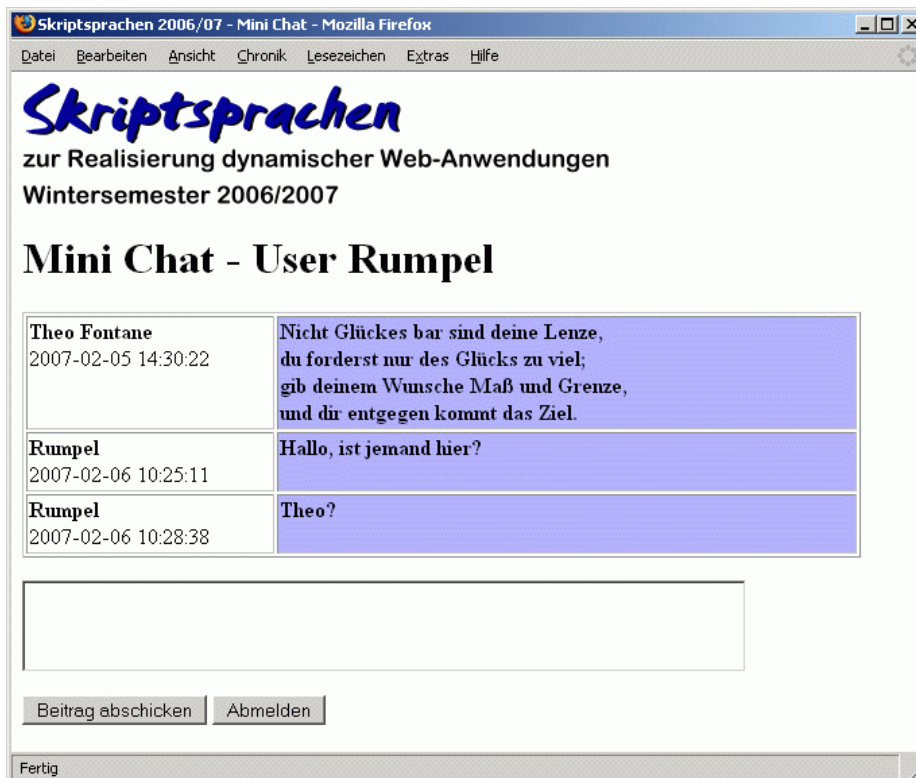 Skriptsprachen 2006/07 - Mini Chat - Mozilla Firefox
Datei Bearbeiten Ansicht Chronik Lesezeichen Extras Hilfe
Skriptsprachen
zur Realisierung dynamischer Web-Anwendungen
Wintersemester 2006/2007
Mini Chat - User Rumpel
Theo Fontane
2007-02-05 14:30:22
Nicht Glückes bar sind deine Lenze,
du forderst nur des Glücks zu viel;
gib deinem Wunsche Maß und Grenze,
und dir entgegen kommt das Ziel.
Rumpel
2007-02-06 10:25:11
Hallo, ist jemand hier?
Rumpel
2007-02-06 10:28:38
Theo?
Beitrag abschicken Abmelden
Fertig